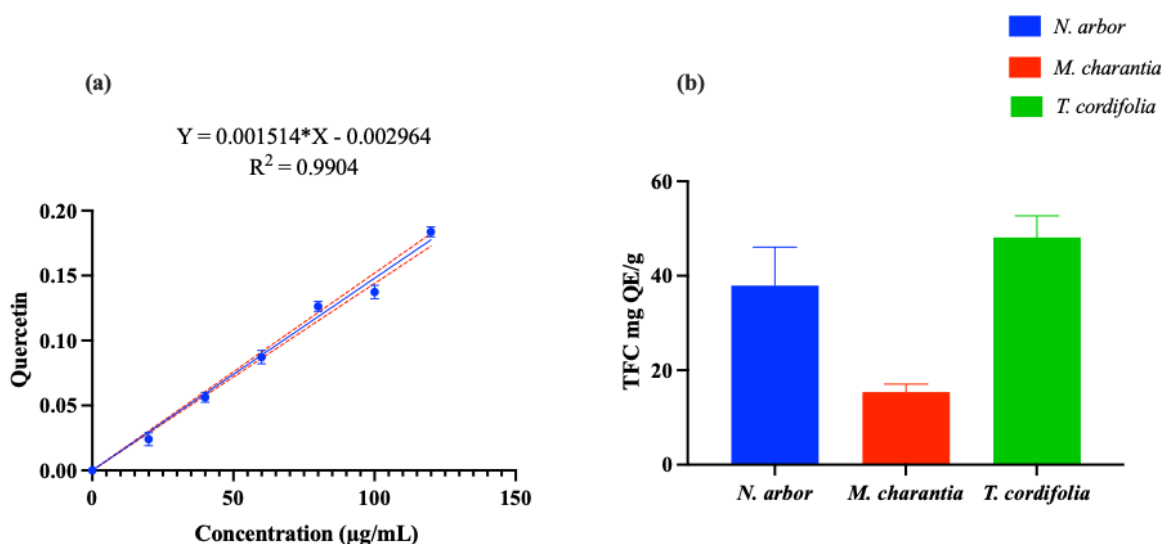 N. arbor
M. charantia
T. cordifolia
(a)
Y = 0.001514*X - 0.002964
R² = 0.9904
0.20
0.15
0.10
0.05
0.00
Quercetin
0 50 100 150
Concentration (µg/mL)
(b)
60
40
20
0
TFC mg QE/g
N. arbor M. charantia T. cordifolia